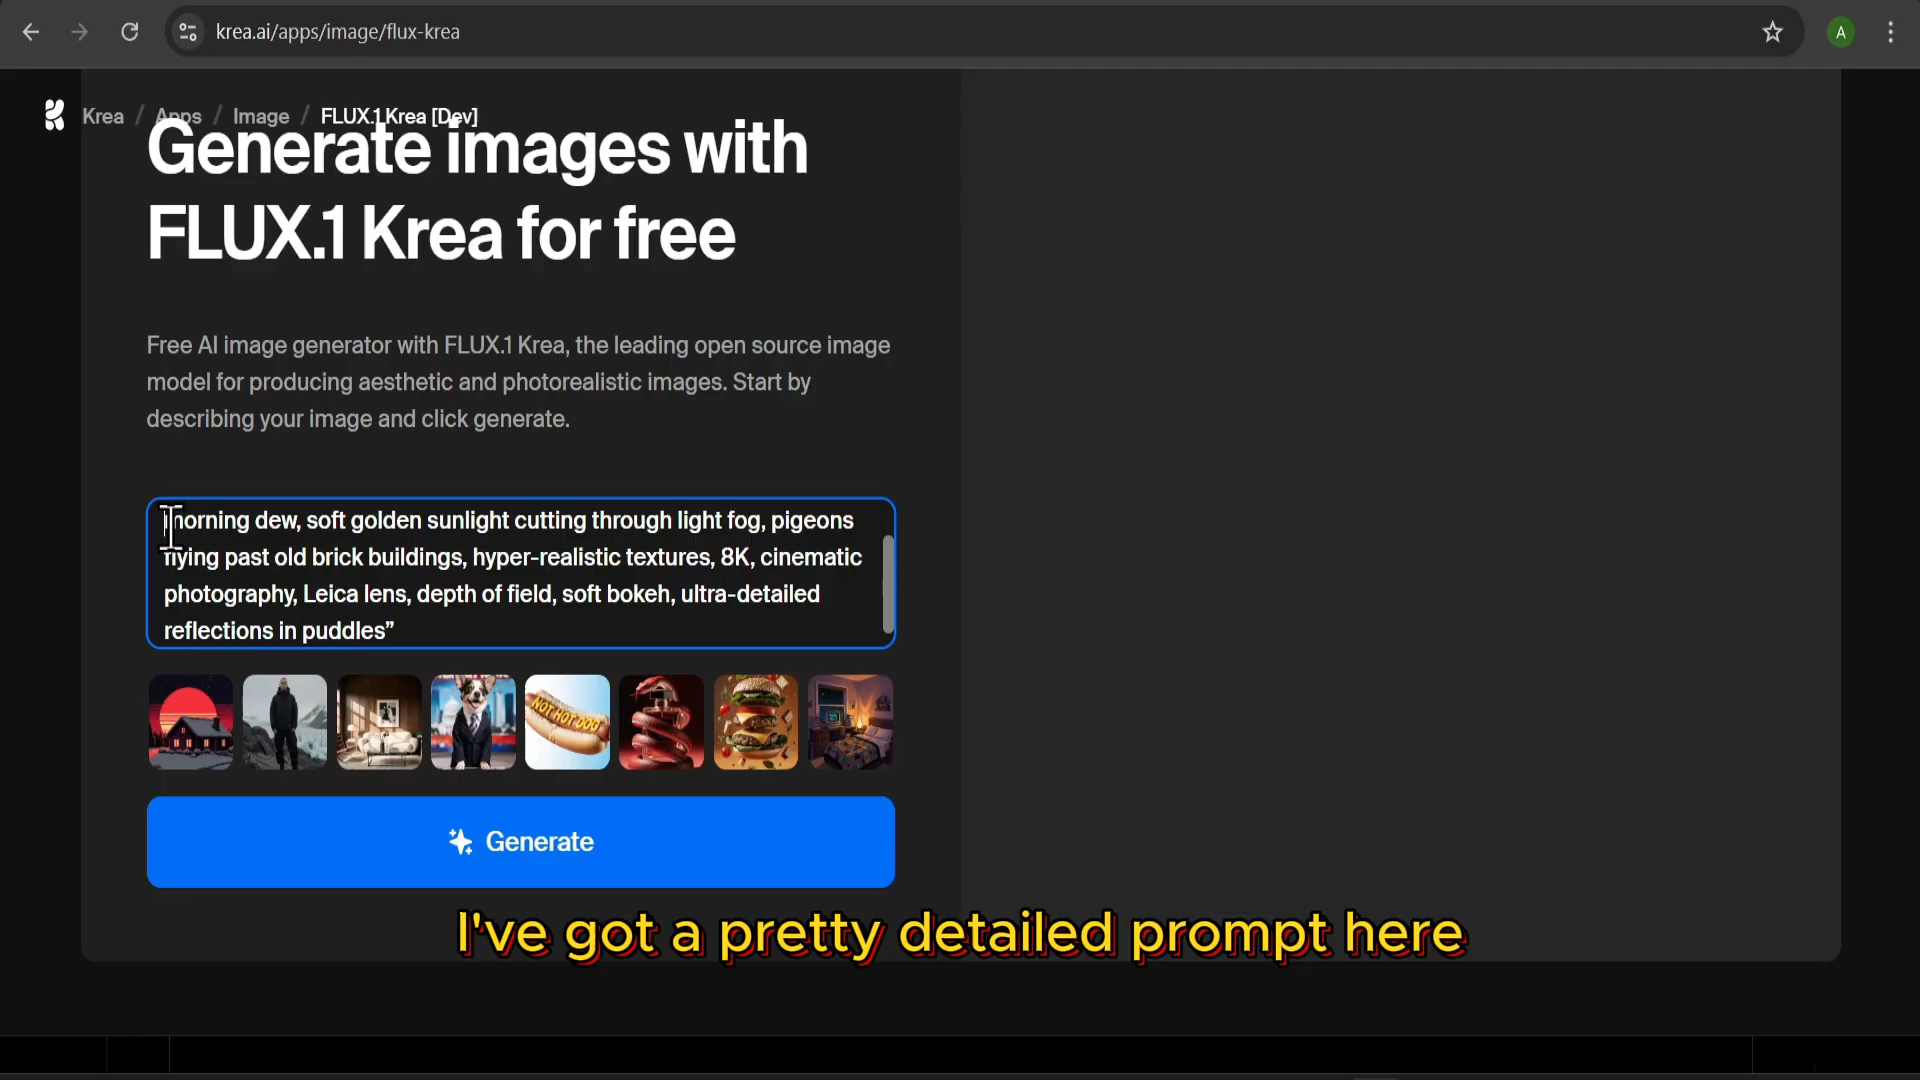 krea.ai/apps/image/flux-krea
A
Krea / Apps / Image / FLUX.1 Krea [Dev]
Generate images with
FLUX.1 Krea for free
Free AI image generator with FLUX.1 Krea, the leading open source image
model for producing aesthetic and photorealistic images. Start by
describing your image and click generate.
morning dew, soft golden sunlight cutting through light fog, pigeons
flying past old brick buildings, hyper-realistic textures, 8K, cinematic
photography, Leica lens, depth of field, soft bokeh, ultra-detailed
reflections in puddles”
NOT HOT DOG
Generate
I've got a pretty detailed prompt here